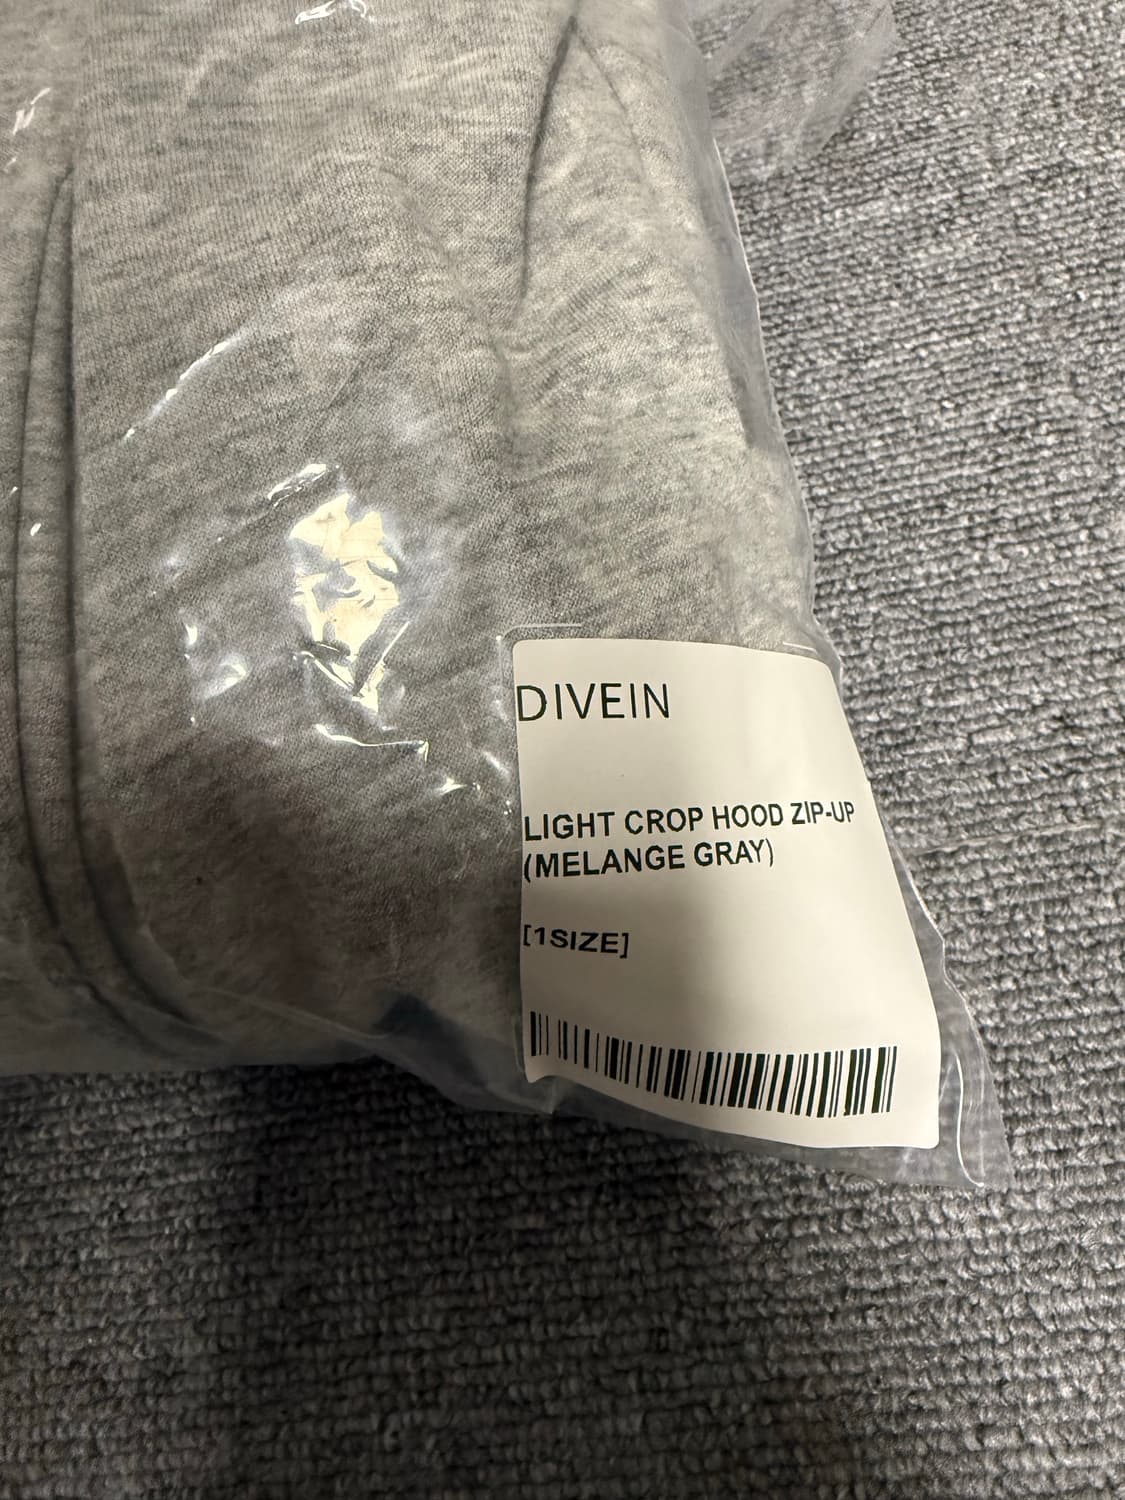 DIVEIN
LIGHT CROP HOOD ZIP-UP
(MELANGE GRAY)
[1SIZE]